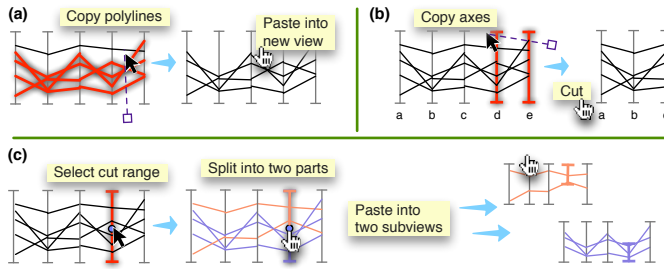 (a)
Copy polylines
Paste into
new view
(b)
Copy axes
Cut
a b c d e
a b
(c)
Select cut range
Split into two parts
Paste into
two subviews